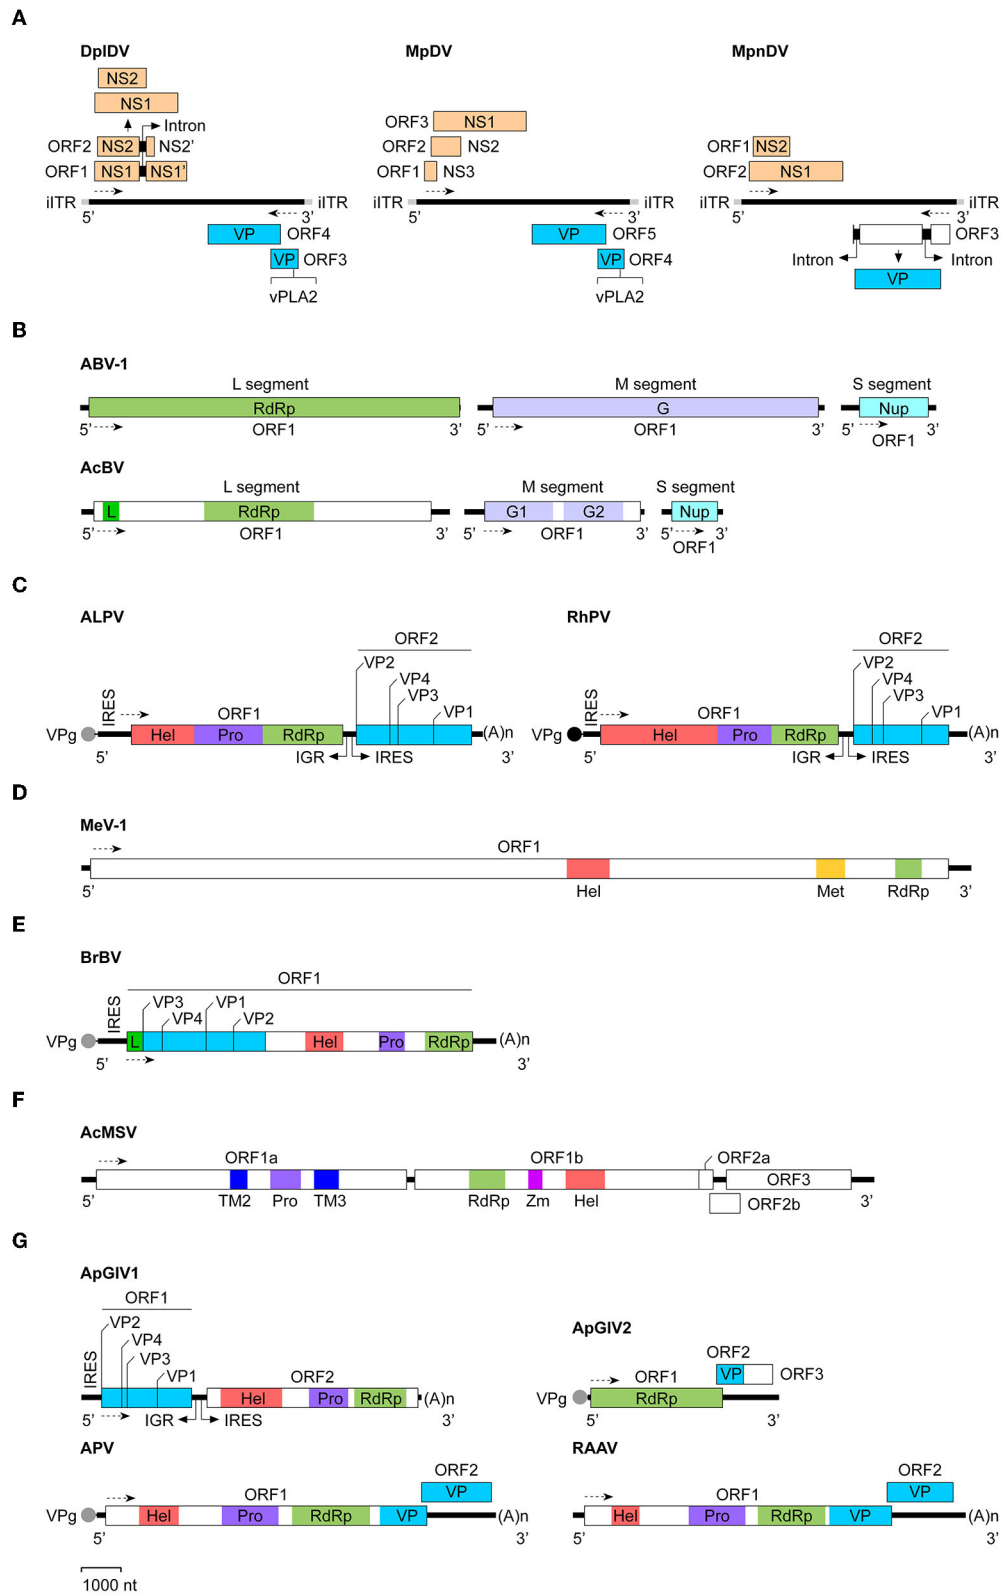 A
DplDV MpDV MpnDV
NS2
NS1
Intron
ORF2 NS2 NS2’
ORF1 NS1 NS1’
ORF3 NS1
ORF2 NS2
ORF1 NS3
ORF1 NS2
ORF2 NS1
iITR iITR iITR iITR iITR iITR
5’ 3’ 5’ 3’ 5’ 3’
VP ORF4 VP ORF5 ORF3
VP ORF3 VP ORF4 Intron Intron
vPLA2 vPLA2 VP
B
ABV-1
L segment M segment S segment
RdRp G Nup
5’ ORF1 3’ 5’ ORF1 3’ 5’ ORF1 3’
AcBV
L segment M segment S segment
L RdRp G1 G2 Nup
5’ ORF1 3’ 5’ ORF1 3’ 5’ ORF1 3’
C
ALPV
ORF2
VP2
VP4
VP3
IRES ORF1 VP1
VPg Hel Pro RdRp (A)n
5’ IGR IRES 3’
RhPV
ORF2
VP2
VP4
VP3
IRES ORF1 VP1
VPg Hel Pro RdRp (A)n
5’ IGR IRES 3’
D
MeV-1
ORF1
5’ Hel Met RdRp 3’
E
BrBV
ORF1
IRES VP3 VP1
VP4 VP2
VPg L Hel Pro RdRp (A)n
5’ 3’
F
AcMSV
ORF1a ORF1b ORF2a
ORF3
5’ TM2 Pro TM3 RdRp Zm Hel ORF2b 3’
G
ApGIV1
ORF1
VP2
VP4
VP3
IRES VP1 ORF2
Hel Pro RdRp (A)n
5’ IGR IRES 3’
ApGIV2
ORF2
ORF1 VP ORF3
VPg RdRp
5’ 3’
APV
ORF2
ORF1 VP
VPg Hel Pro RdRp VP (A)n
5’ 3’
RAAV
ORF2
ORF1 VP
Hel Pro RdRp VP (A)n
5’ 3’
1000 nt